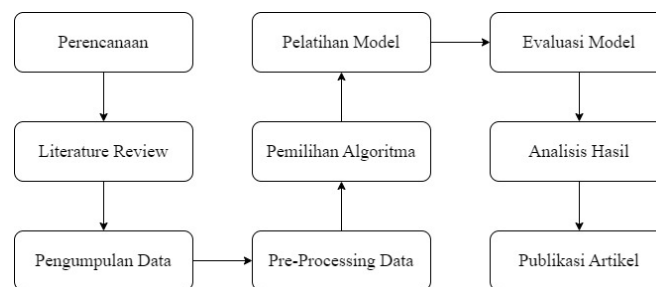 Perencanaan
Literature Review
Pengumpulan Data
Pre-Processing Data
Pemilihan Algoritma
Pelatihan Model
Evaluasi Model
Analisis Hasil
Publikasi Artikel